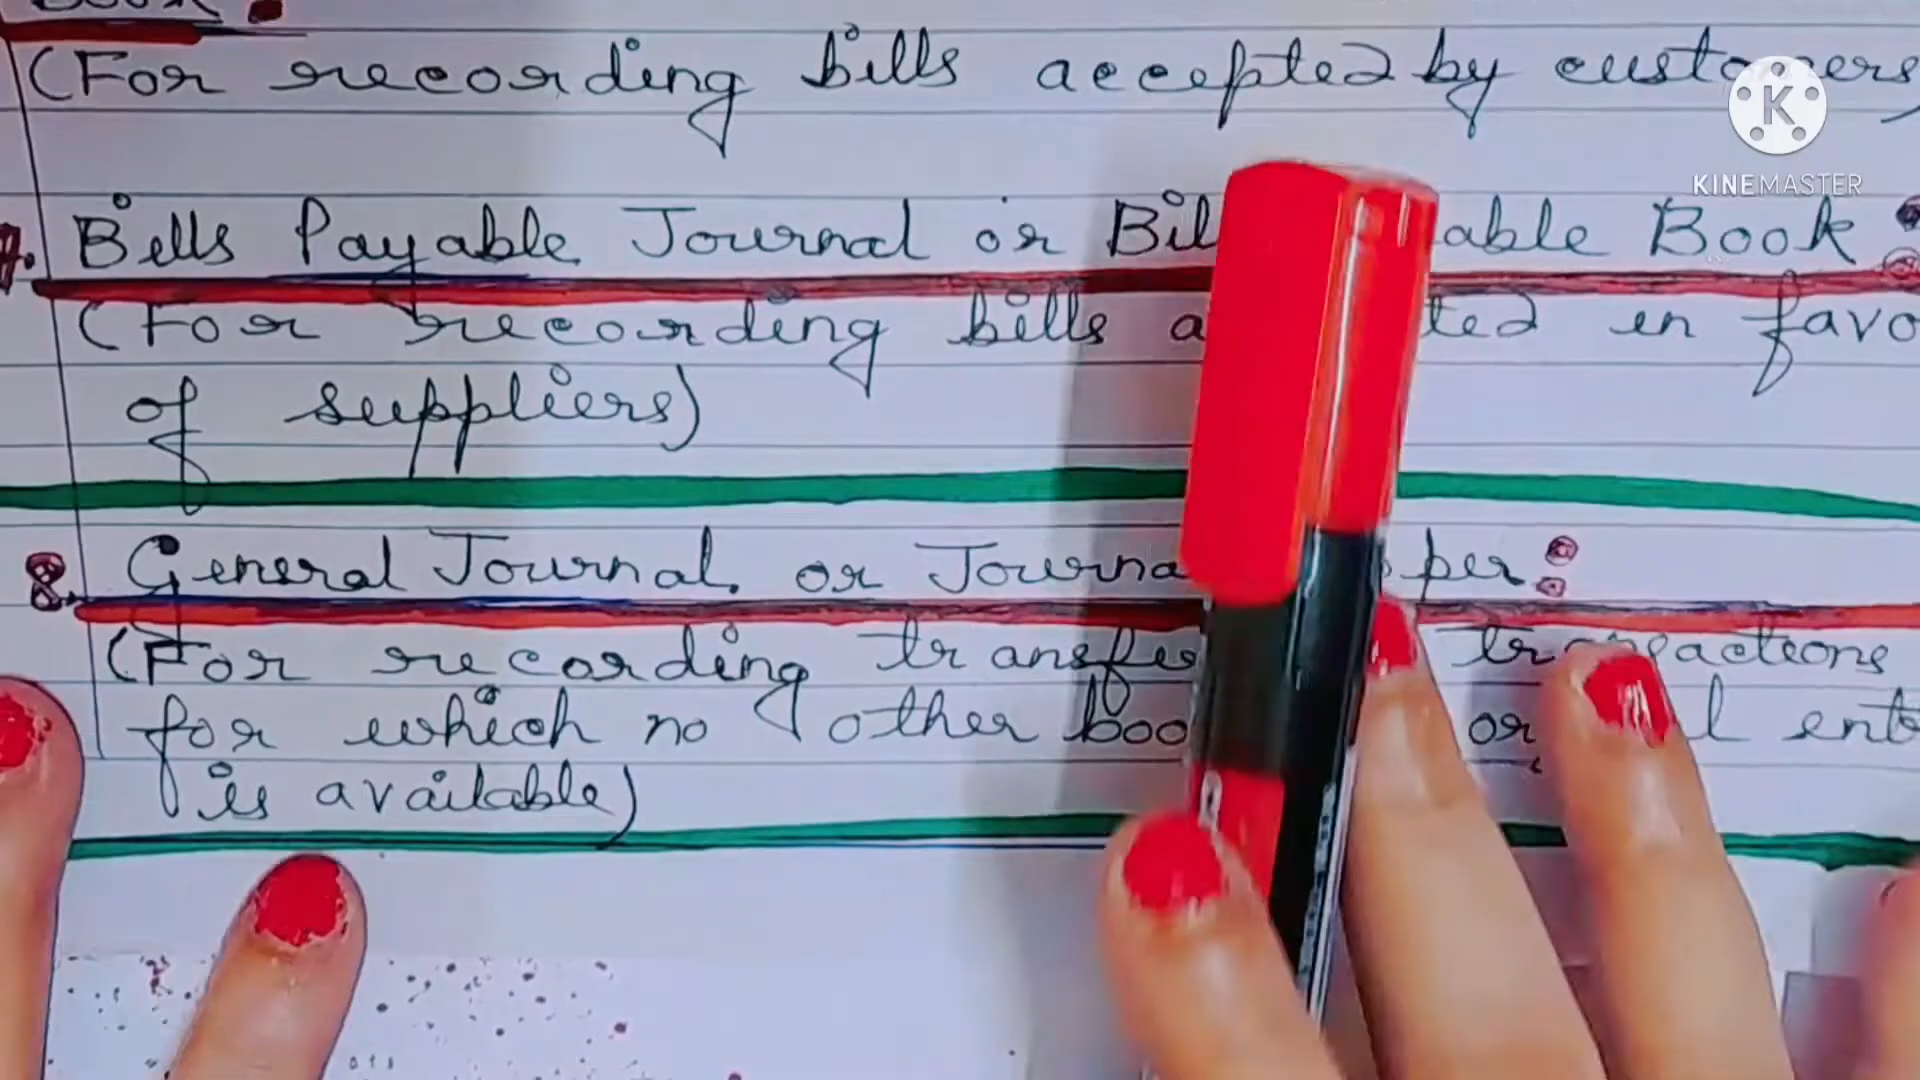 (For recording bills accepted by customers
7. Bills Payable Journal or Bil able Book :
(For recording bills a ted in favo
of suppliers)
8. General Journal or Journa per :
(For recording transfe transactions
for which no other boo or al ent
is available)
KINEMASTER